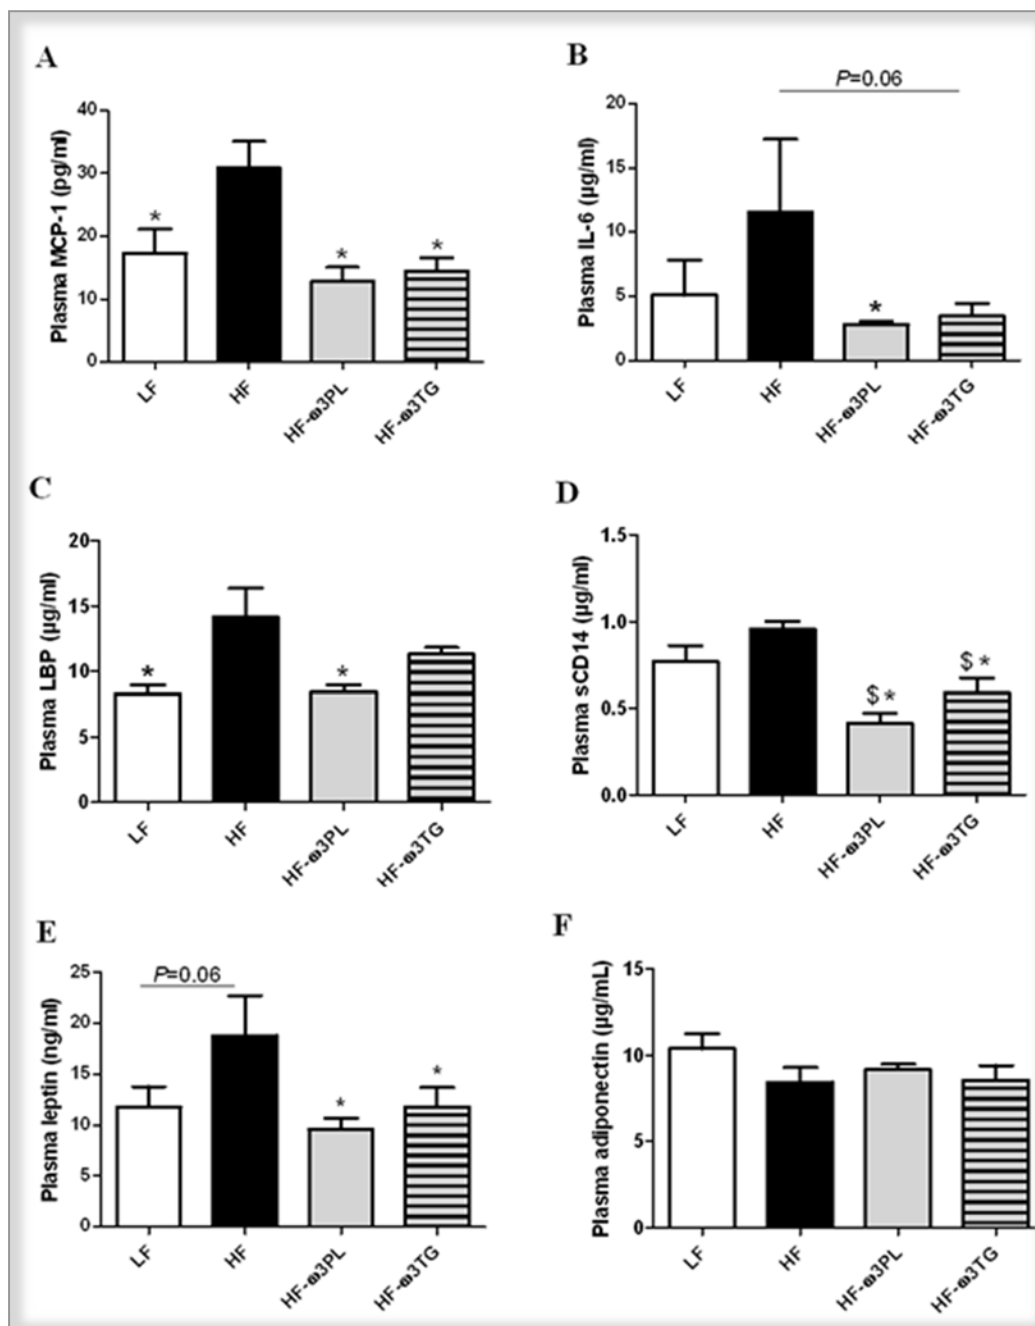 A
Plasma MCP-1 (pg/ml)
40
30
20
10
0
*
*
*
LF
HF
HF-ω3PL
HF-ω3TG
B
P=0.06
Plasma IL-6 (µg/ml)
20
15
10
5
0
*
LF
HF
HF-ω3PL
HF-ω3TG
C
Plasma LBP (µg/ml)
20
15
10
5
0
*
*
LF
HF
HF-ω3PL
HF-ω3TG
D
Plasma sCD14 (µg/ml)
1.5
1.0
0.5
0.0
$ *
$ *
LF
HF
HF-ω3PL
HF-ω3TG
E
P=0.06
Plasma leptin (ng/ml)
25
20
15
10
5
0
*
*
LF
HF
HF-ω3PL
HF-ω3TG
F
Plasma adiponectin (µg/mL)
15
10
5
0
LF
HF
HF-ω3PL
HF-ω3TG